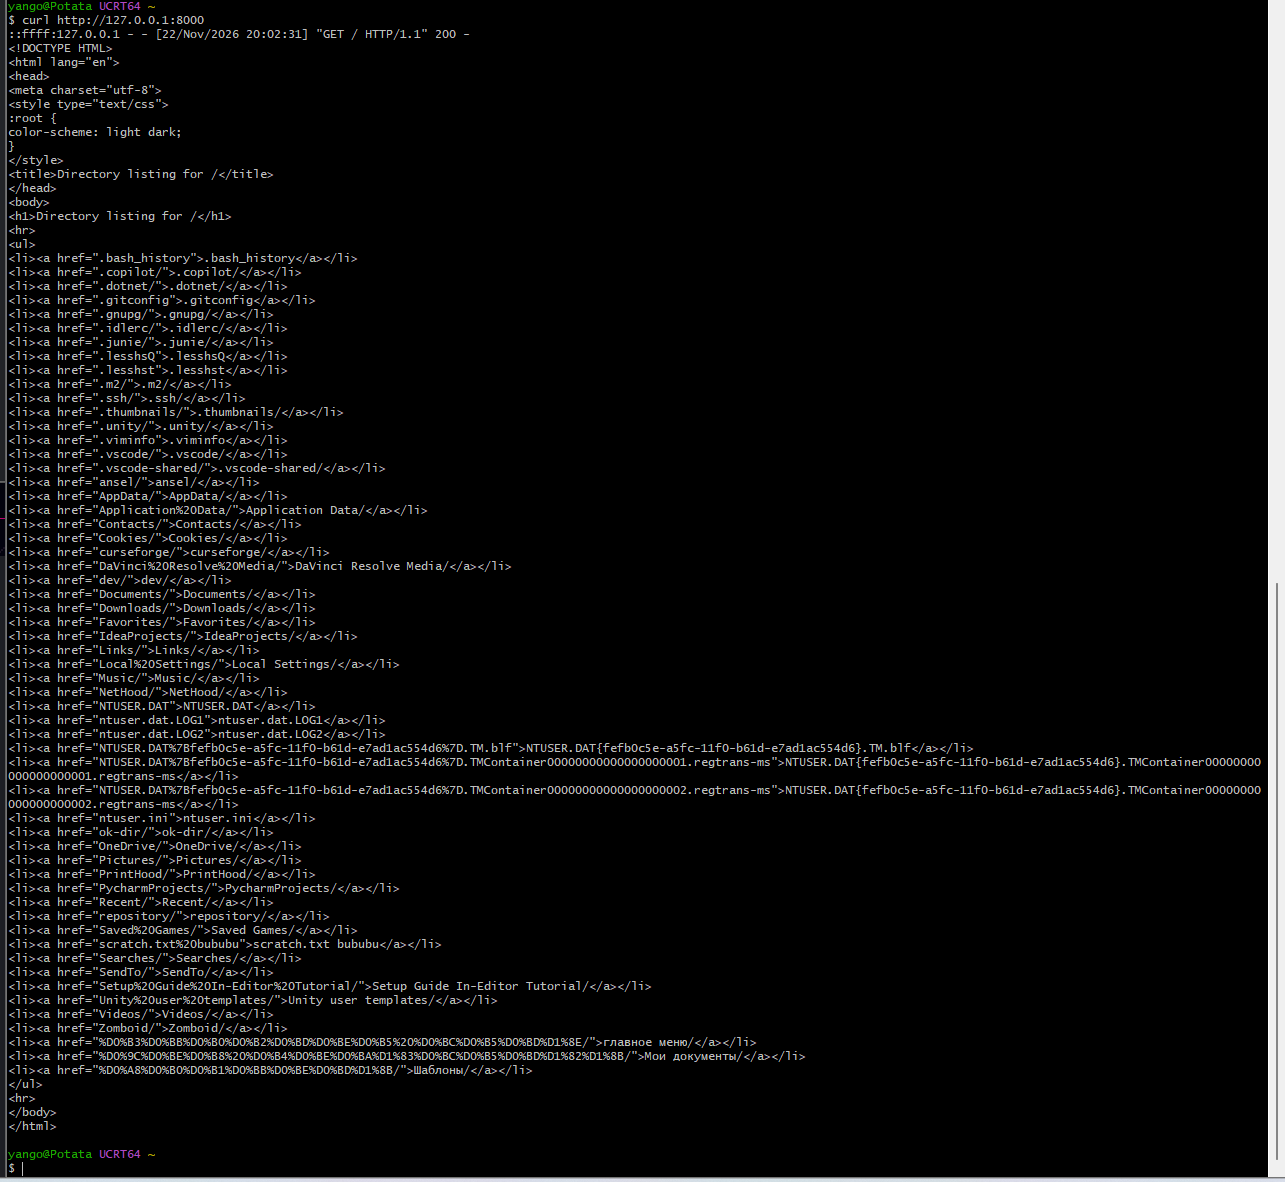 yango@Potata UCRT64 ~
$ curl http://127.0.0.1:8000
::ffff:127.0.0.1 - - [22/Nov/2026 20:02:31] "GET / HTTP/1.1" 200 -
<!DOCTYPE HTML>
<html lang="en">
<head>
<meta charset="utf-8">
<style type="text/css">
:root {
color-scheme: light dark;
}
</style>
<title>Directory listing for /</title>
</head>
<body>
<h1>Directory listing for /</h1>
<hr>
<ul>
<li><a href=".bash_history">.bash_history</a></li>
<li><a href=".copilot/">.copilot/</a></li>
<li><a href=".dotnet/">.dotnet/</a></li>
<li><a href=".gitconfig">.gitconfig</a></li>
<li><a href=".gnupg/">.gnupg/</a></li>
<li><a href=".idlerc/">.idlerc/</a></li>
<li><a href=".junie/">.junie/</a></li>
<li><a href=".lesshsQ">.lesshsQ</a></li>
<li><a href=".lesshst">.lesshst</a></li>
<li><a href=".m2/">.m2/</a></li>
<li><a href=".ssh/">.ssh/</a></li>
<li><a href=".thumbnails/">.thumbnails/</a></li>
<li><a href=".unity/">.unity/</a></li>
<li><a href=".viminfo">.viminfo</a></li>
<li><a href=".vscode/">.vscode/</a></li>
<li><a href=".vscode-shared/">.vscode-shared/</a></li>
<li><a href="ansel/">ansel/</a></li>
<li><a href="AppData/">AppData/</a></li>
<li><a href="Application%20Data/">Application Data/</a></li>
<li><a href="Contacts/">Contacts/</a></li>
<li><a href="Cookies/">Cookies/</a></li>
<li><a href="curseforge/">curseforge/</a></li>
<li><a href="DaVinci%20Resolve%20Media/">DaVinci Resolve Media/</a></li>
<li><a href="dev/">dev/</a></li>
<li><a href="Documents/">Documents/</a></li>
<li><a href="Downloads/">Downloads/</a></li>
<li><a href="Favorites/">Favorites/</a></li>
<li><a href="IdeaProjects/">IdeaProjects/</a></li>
<li><a href="Links/">Links/</a></li>
<li><a href="Local%20Settings/">Local Settings/</a></li>
<li><a href="Music/">Music/</a></li>
<li><a href="NetHood/">NetHood/</a></li>
<li><a href="NTUSER.DAT">NTUSER.DAT</a></li>
<li><a href="ntuser.dat.LOG1">ntuser.dat.LOG1</a></li>
<li><a href="ntuser.dat.LOG2">ntuser.dat.LOG2</a></li>
<li><a href="NTUSER.DAT%7Bfefb0c5e-a5fc-11f0-b61d-e7ad1ac554d6%7D.TM.blf">NTUSER.DAT{fefb0c5e-a5fc-11f0-b61d-e7ad1ac554d6}.TM.blf</a></li>
<li><a href="NTUSER.DAT%7Bfefb0c5e-a5fc-11f0-b61d-e7ad1ac554d6%7D.TMContainer00000000000000000001.regtrans-ms">NTUSER.DAT{fefb0c5e-a5fc-11f0-b61d-e7ad1ac554d6}.TMContainer00000000
000000000001.regtrans-ms</a></li>
<li><a href="NTUSER.DAT%7Bfefb0c5e-a5fc-11f0-b61d-e7ad1ac554d6%7D.TMContainer00000000000000000002.regtrans-ms">NTUSER.DAT{fefb0c5e-a5fc-11f0-b61d-e7ad1ac554d6}.TMContainer00000000
000000000002.regtrans-ms</a></li>
<li><a href="ntuser.ini">ntuser.ini</a></li>
<li><a href="ok-dir/">ok-dir/</a></li>
<li><a href="OneDrive/">OneDrive/</a></li>
<li><a href="Pictures/">Pictures/</a></li>
<li><a href="PrintHood/">PrintHood/</a></li>
<li><a href="PycharmProjects/">PycharmProjects/</a></li>
<li><a href="Recent/">Recent/</a></li>
<li><a href="repository/">repository/</a></li>
<li><a href="Saved%20Games/">Saved Games/</a></li>
<li><a href="scratch.txt%20bububu">scratch.txt bububu</a></li>
<li><a href="Searches/">Searches/</a></li>
<li><a href="SendTo/">SendTo/</a></li>
<li><a href="Setup%20Guide%20In-Editor%20Tutorial/">Setup Guide In-Editor Tutorial/</a></li>
<li><a href="Unity%20user%20templates/">Unity user templates/</a></li>
<li><a href="Videos/">Videos/</a></li>
<li><a href="Zomboid/">Zomboid/</a></li>
<li><a href="%D0%B3%D0%BB%D0%B0%D0%B2%D0%BD%D0%BE%D0%B5%20%D0%BC%D0%B5%D0%BD%D1%8E/">главное меню/</a></li>
<li><a href="%D0%9C%D0%BE%D0%B8%20%D0%B4%D0%BE%D0%BA%D1%83%D0%BC%D0%B5%D0%BD%D1%82%D1%8B/">Мои документы/</a></li>
<li><a href="%D0%A8%D0%B0%D0%B1%D0%BB%D0%BE%D0%BD%D1%8B/">Шаблоны/</a></li>
</ul>
<hr>
</body>
</html>
yango@Potata UCRT64 ~
$